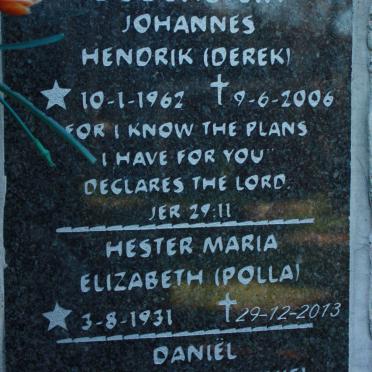 JOHANNES
HENDRIK (DEREK)
10-1-1962 9-6-2006
FOR I KNOW THE PLANS
I HAVE FOR YOU"
DECLARES THE LORD.
JER 29:11
HESTER MARIA
ELIZABETH (POLLA)
3-8-1931 29-12-2013
DANIËL